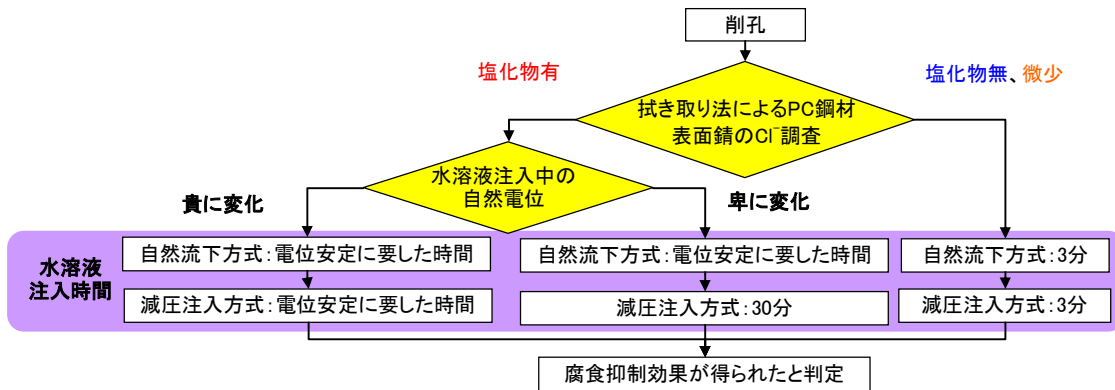 削孔
塩化物有
塩化物無、微少
拭き取り法によるPC鋼材
表面錆のCl⁻調査
水溶液注入中の
自然電位
貴に変化
卑に変化
水溶液
注入時間
自然流下方式：電位安定に要した時間
自然流下方式：電位安定に要した時間
自然流下方式：3分
減圧注入方式：電位安定に要した時間
減圧注入方式：30分
減圧注入方式：3分
腐食抑制効果が得られたと判定